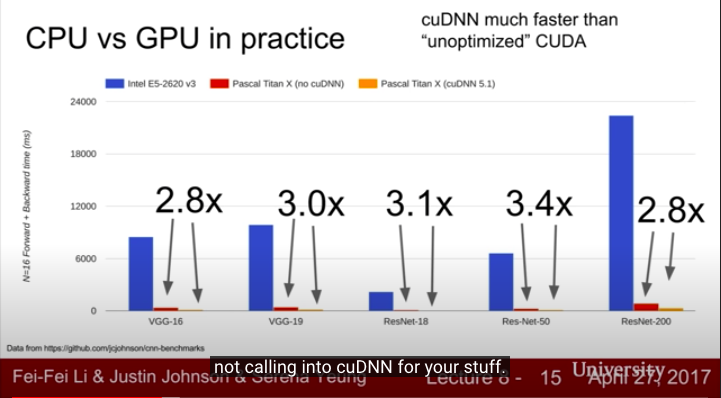 CPU vs GPU in practice
cuDNN much faster than
“unoptimized” CUDA
Intel E5-2620 v3
Pascal Titan X (no cuDNN)
Pascal Titan X (cuDNN 5.1)
N=16 Forward + Backward time (ms)
24000
18000
12000
6000
0
2.8x
3.0x
3.1x
3.4x
2.8x
VGG-16
VGG-19
ResNet-18
Res-Net-50
ResNet-200
Data from https://github.com/jcjohnson/cnn-benchmarks
not calling into cuDNN for your stuff.
Fei-Fei Li & Justin Johnson & Serena Yeung
Lecture 8 - 15
University
April 27, 2017